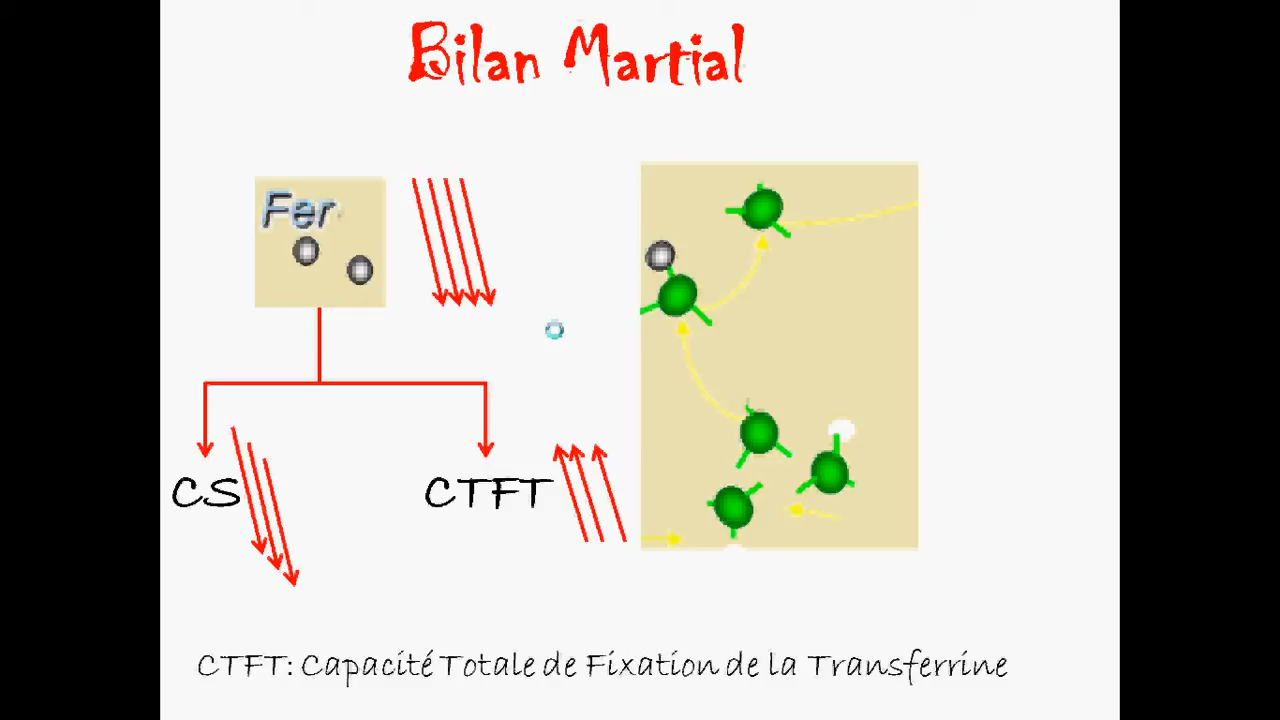 Bilan Martial
Fer
CS
CTFT
CTFT: Capacité Totale de Fixation de la Transferrine